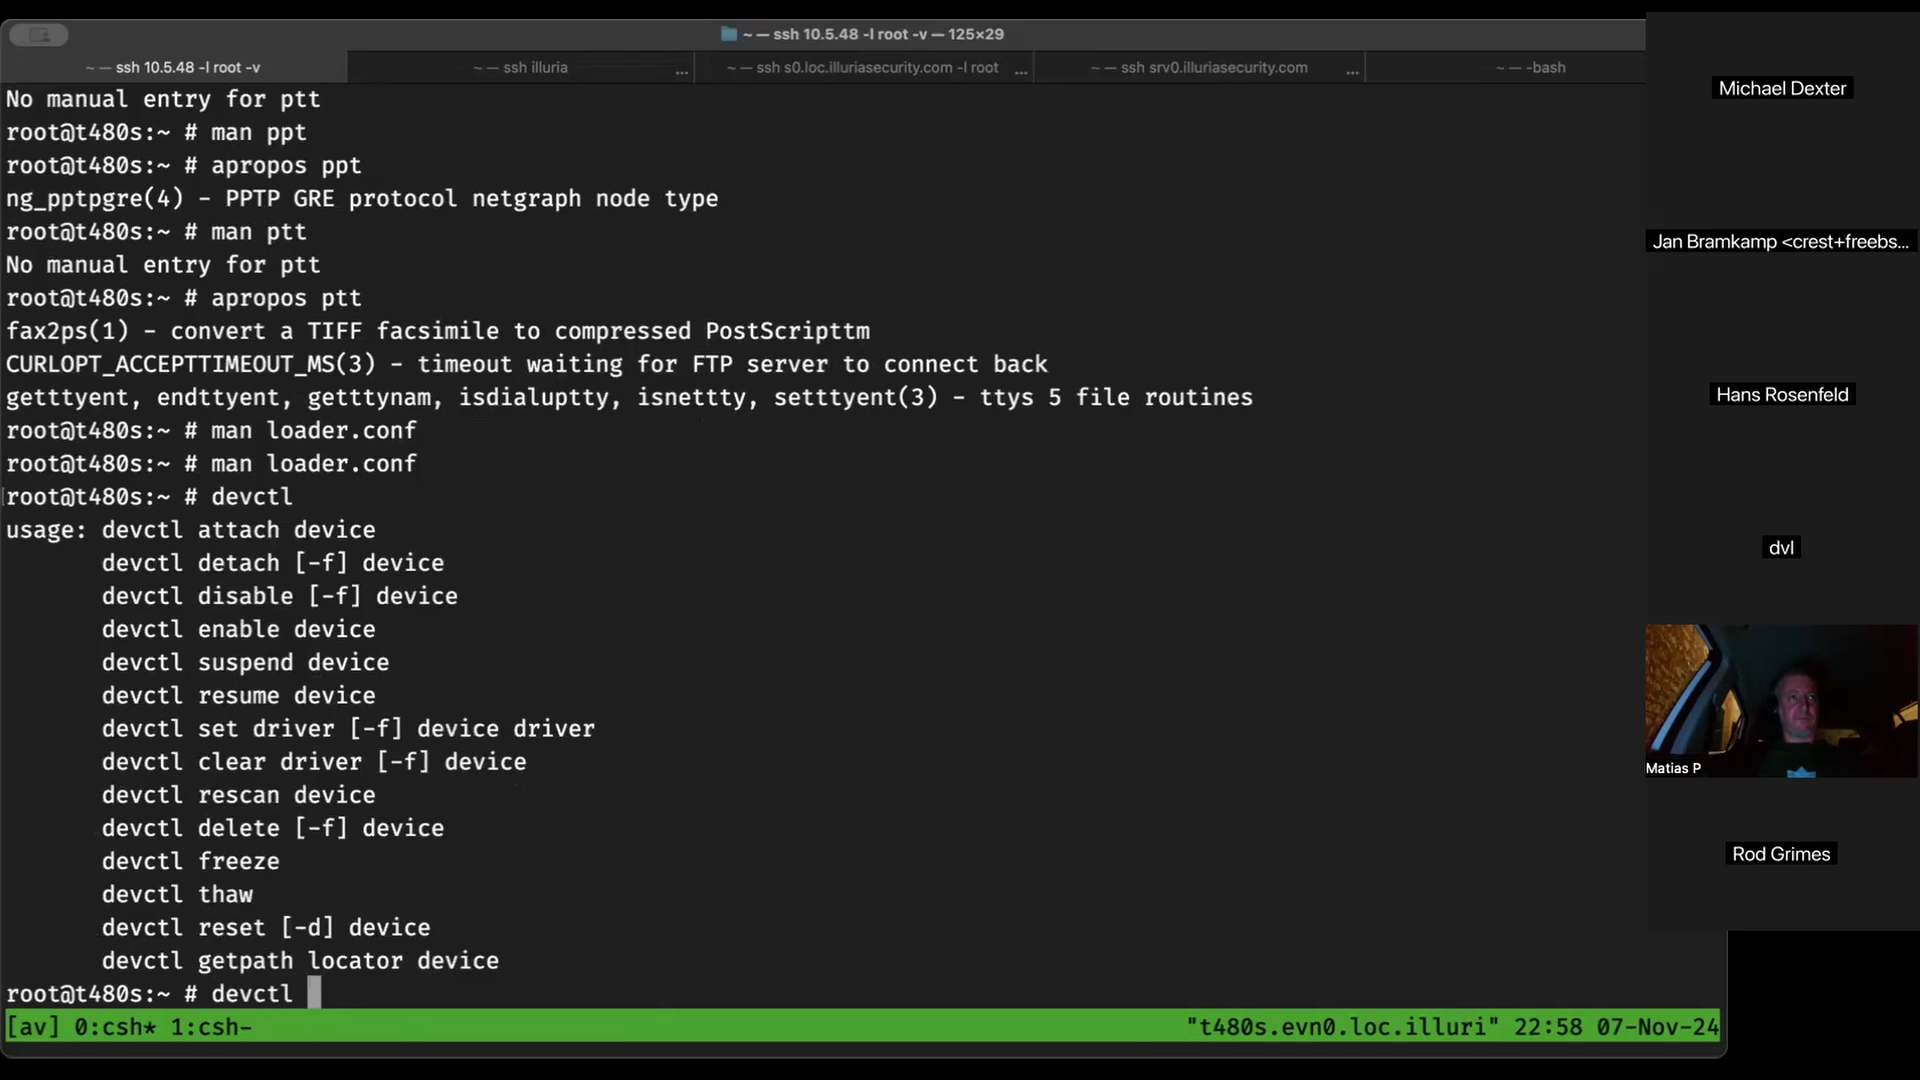 ~ — ssh 10.5.48 -l root -v — 125×29
~ — ssh 10.5.48 -l root -v
~ — ssh illuria ...
~ — ssh s0.loc.illuriasecurity.com -l root ...
~ — ssh srv0.illuriasecurity.com ...
~ — -bash
No manual entry for ptt
root@t480s:~ # man ppt
root@t480s:~ # apropos ppt
ng_pptpgre(4) - PPTP GRE protocol netgraph node type
root@t480s:~ # man ptt
No manual entry for ptt
root@t480s:~ # apropos ptt
fax2ps(1) - convert a TIFF facsimile to compressed PostScripttm
CURLOPT_ACCEPTTIMEOUT_MS(3) - timeout waiting for FTP server to connect back
getttyent, endttyent, getttynam, isdialuptty, isnettty, setttyent(3) - ttys 5 file routines
root@t480s:~ # man loader.conf
root@t480s:~ # man loader.conf
root@t480s:~ # devctl
usage: devctl attach device
devctl detach [-f] device
devctl disable [-f] device
devctl enable device
devctl suspend device
devctl resume device
devctl set driver [-f] device driver
devctl clear driver [-f] device
devctl rescan device
devctl delete [-f] device
devctl freeze
devctl thaw
devctl reset [-d] device
devctl getpath locator device
root@t480s:~ # devctl
[av] 0:csh* 1:csh- "t480s.evn0.loc.illuri" 22:58 07-Nov-24
Michael Dexter
Jan Bramkamp <crest+freebs...
Hans Rosenfeld
dvl
Matias P
Rod Grimes